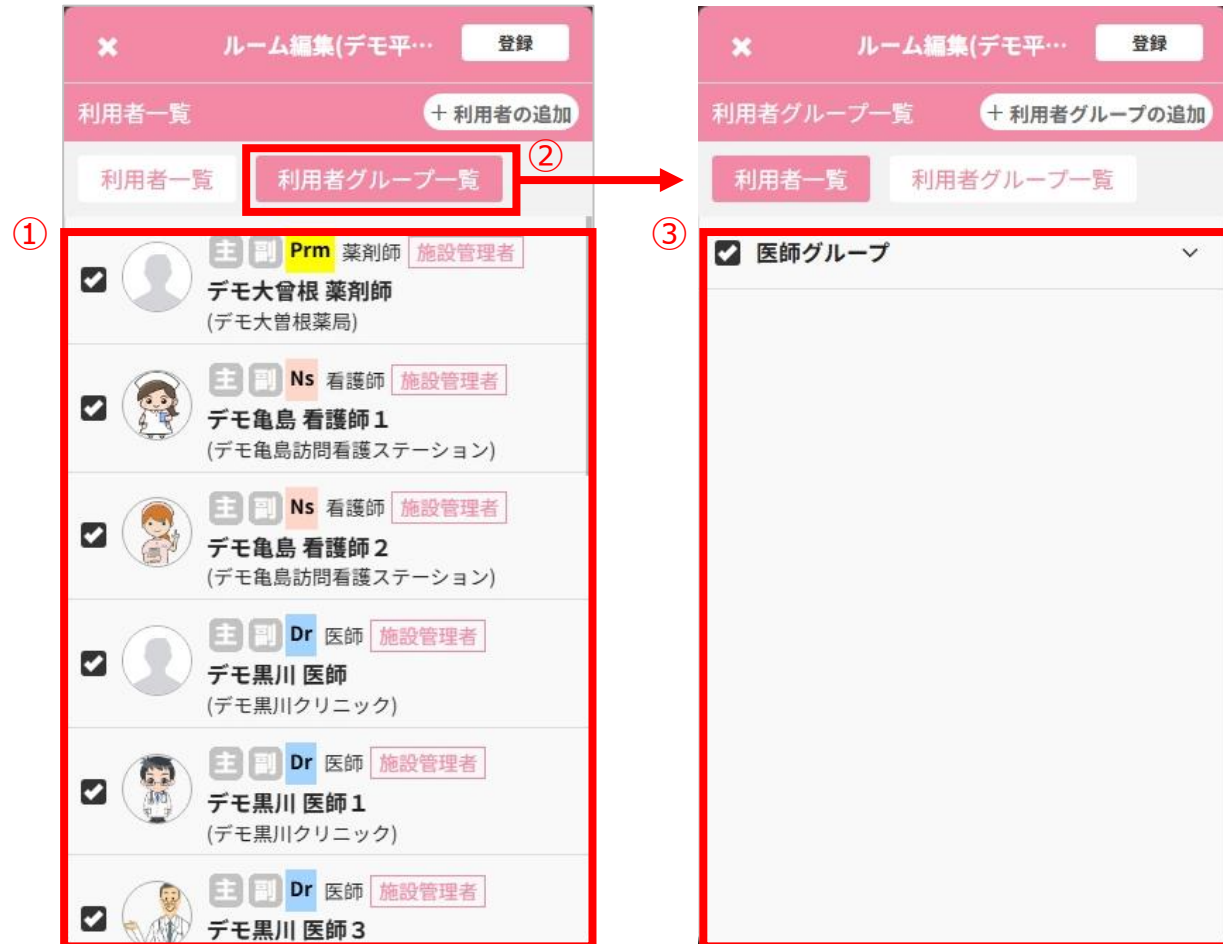 ルーム編集(デモ平…
登録
利用者一覧
+ 利用者の追加
利用者一覧
利用者グループ一覧
②
①
主 副 Prm 薬剤師 施設管理者
デモ大曾根 薬剤師
(デモ大曽根薬局)
主 副 Ns 看護師 施設管理者
デモ亀島 看護師１
(デモ亀島訪問看護ステーション)
主 副 Ns 看護師 施設管理者
デモ亀島 看護師２
(デモ亀島訪問看護ステーション)
主 副 Dr 医師 施設管理者
デモ黒川 医師
(デモ黒川クリニック)
主 副 Dr 医師 施設管理者
デモ黒川 医師１
(デモ黒川クリニック)
主 副 Dr 医師 施設管理者
デモ黒川 医師３
ルーム編集(デモ平…
登録
利用者グループ一覧
+ 利用者グループの追加
利用者一覧
利用者グループ一覧
③
医師グループ